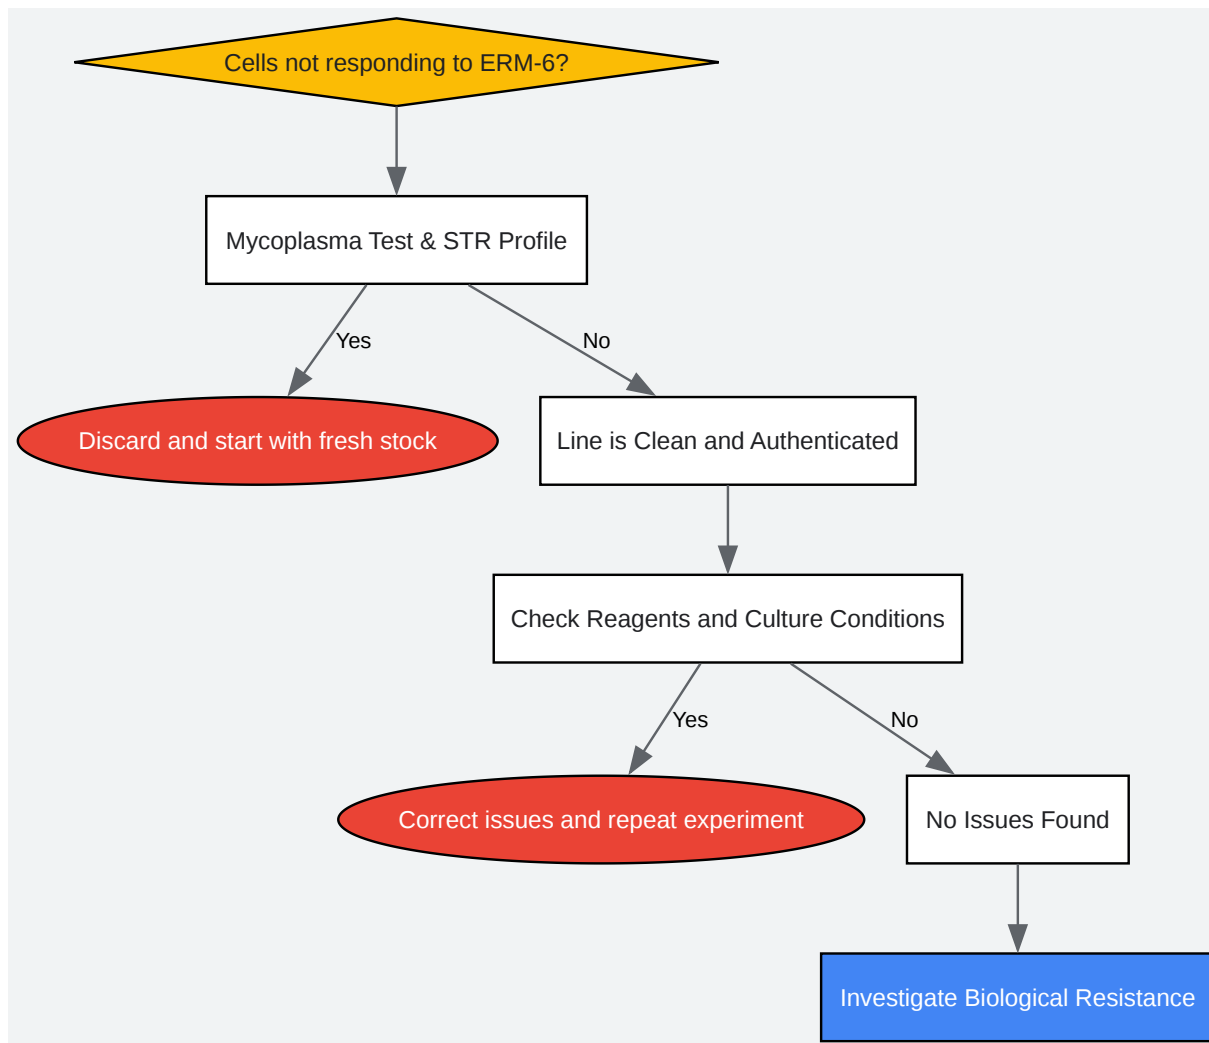 Cells not responding to ERM-6?
Mycoplasma Test & STR Profile
Yes
No
Discard and start with fresh stock
Line is Clean and Authenticated
Check Reagents and Culture Conditions
Yes
No
Correct issues and repeat experiment
No Issues Found
Investigate Biological Resistance